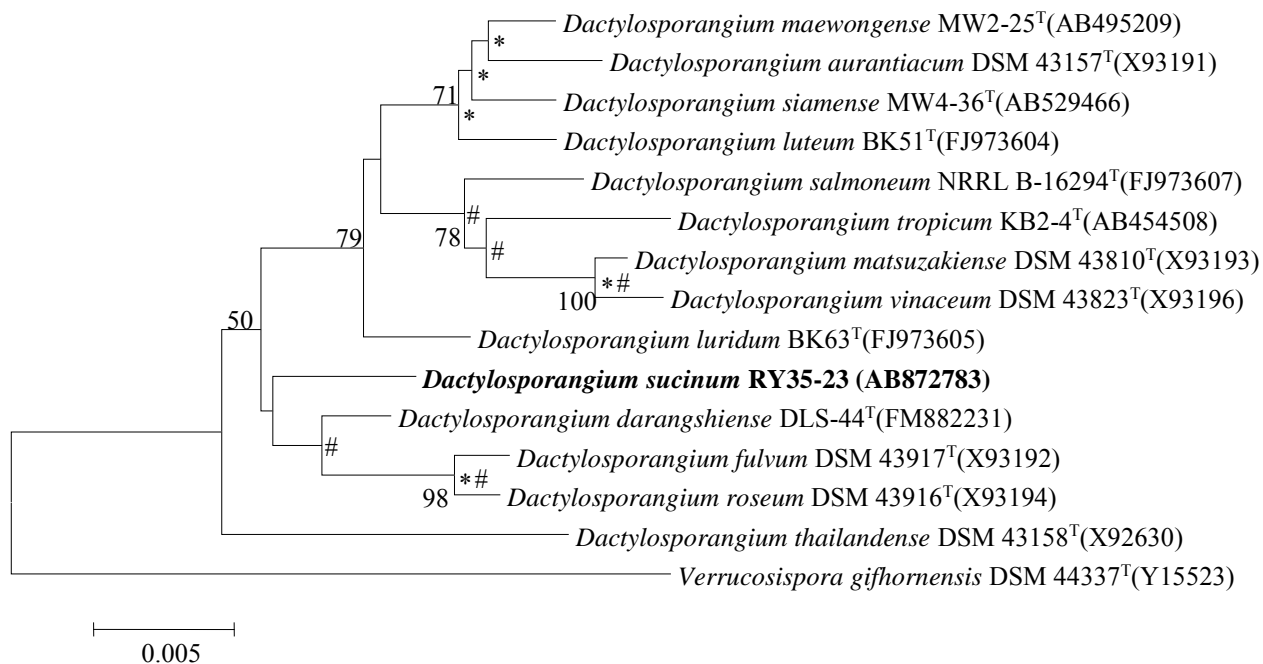 Dactylosporangium maewongense MW2-25ᵀ(AB495209)
*
Dactylosporangium aurantiacum DSM 43157ᵀ(X93191)
*
71
Dactylosporangium siamense MW4-36ᵀ(AB529466)
*
Dactylosporangium luteum BK51ᵀ(FJ973604)
Dactylosporangium salmoneum NRRL B-16294ᵀ(FJ973607)
#
Dactylosporangium tropicum KB2-4ᵀ(AB454508)
79
78
#
Dactylosporangium matsuzakiense DSM 43810ᵀ(X93193)
*#
100
Dactylosporangium vinaceum DSM 43823ᵀ(X93196)
50
Dactylosporangium luridum BK63ᵀ(FJ973605)
Dactylosporangium sucinum RY35-23 (AB872783)
Dactylosporangium darangshiense DLS-44ᵀ(FM882231)
#
Dactylosporangium fulvum DSM 43917ᵀ(X93192)
*#
98
Dactylosporangium roseum DSM 43916ᵀ(X93194)
Dactylosporangium thailandense DSM 43158ᵀ(X92630)
Verrucosispora gifhornensis DSM 44337ᵀ(Y15523)
0.005